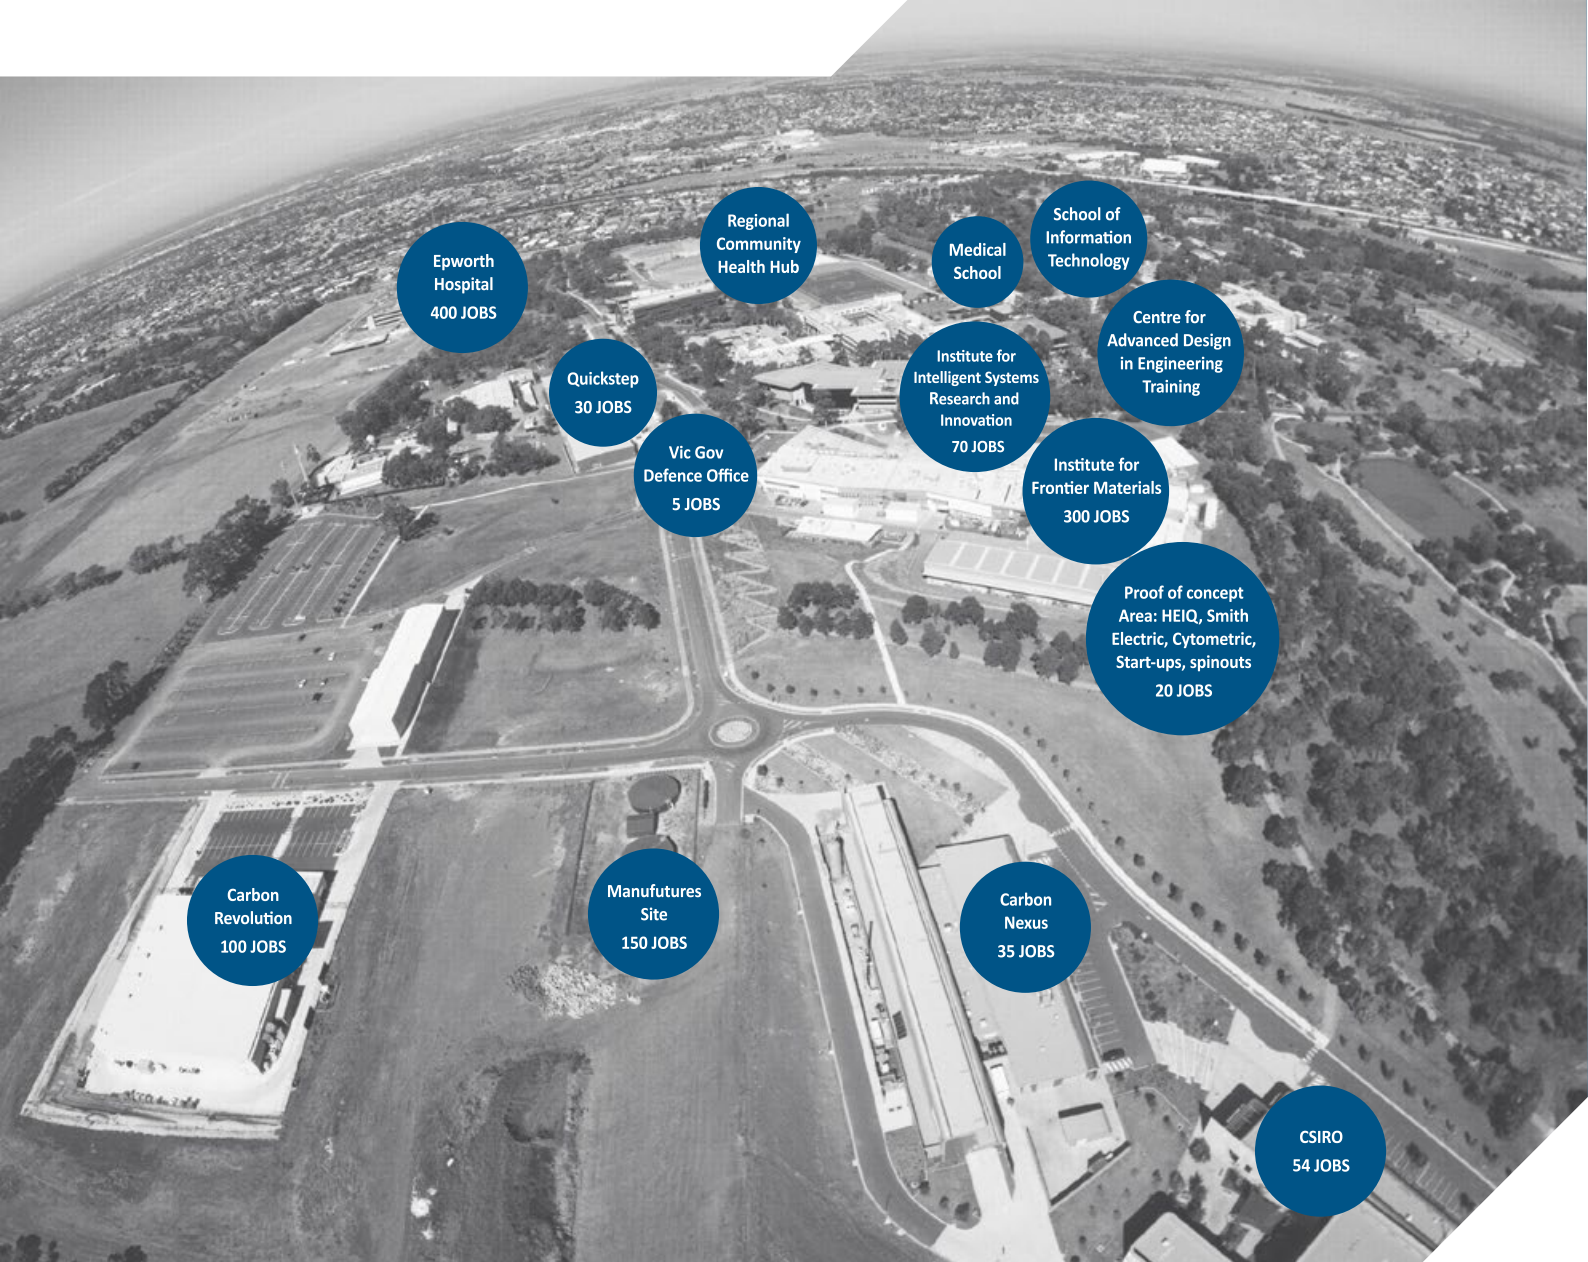 Regional
Community
Health Hub
School of
Information
Technology
Medical
School
Epworth
Hospital
400 JOBS
Centre for
Advanced Design
in Engineering
Training
Institute for
Intelligent Systems
Research and
Innovation
70 JOBS
Quickstep
30 JOBS
Vic Gov
Defence Office
5 JOBS
Institute for
Frontier Materials
300 JOBS
Proof of concept
Area: HEIQ, Smith
Electric, Cytometric,
Start-ups, spinouts
20 JOBS
Carbon
Revolution
100 JOBS
Manufutures
Site
150 JOBS
Carbon
Nexus
35 JOBS
CSIRO
54 JOBS